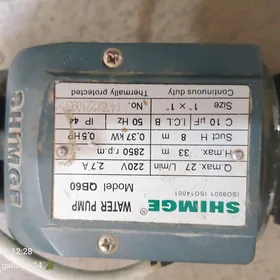 SHIMGE
ISO9001 ISO14001
WATER PUMP
Model QB60
Q.max. 27 L/min 220V 2.7 A
H.max. 33 m 2850 r.p.m
Suct H 8 m 0,37 kW 0,5HP
C 10 µF I.C.L B 50 Hz IP 44
Size 1" × 1" No.
Continuous duty Thermally protected
SHIMGE
12:28